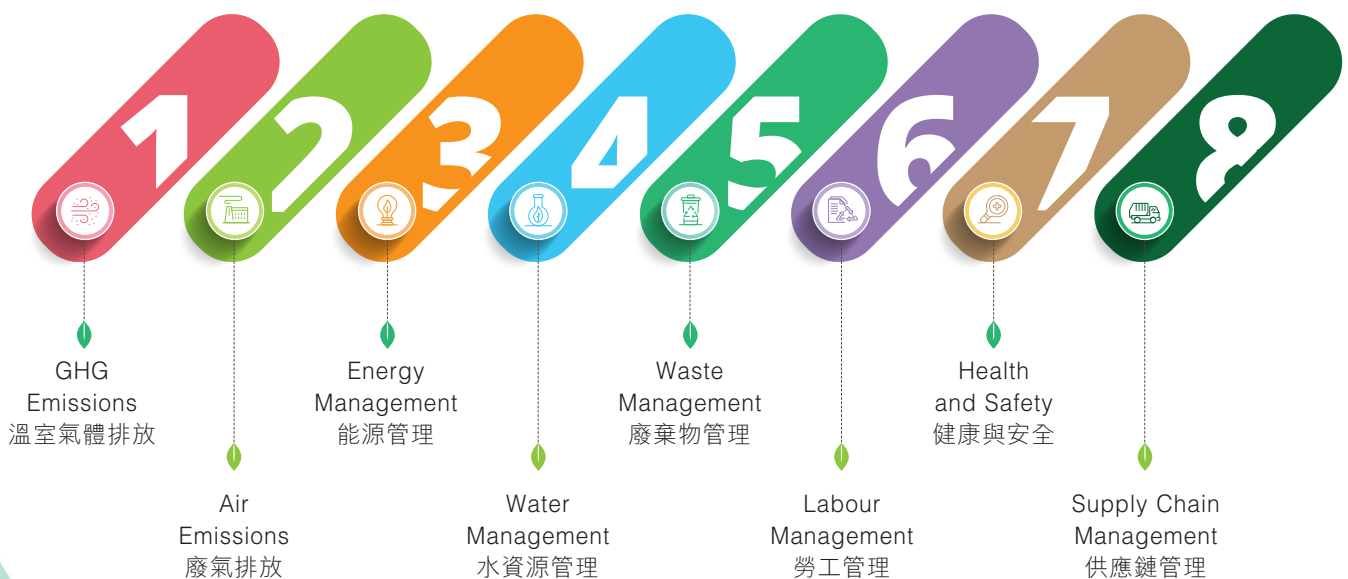 1
2
3
4
5
6
7
8
GHG
Emissions
溫室氣體排放
Air
Emissions
廢氣排放
Energy
Management
能源管理
Water
Management
水資源管理
Waste
Management
廢棄物管理
Labour
Management
勞工管理
Health
and Safety
健康與安全
Supply Chain
Management
供應鏈管理